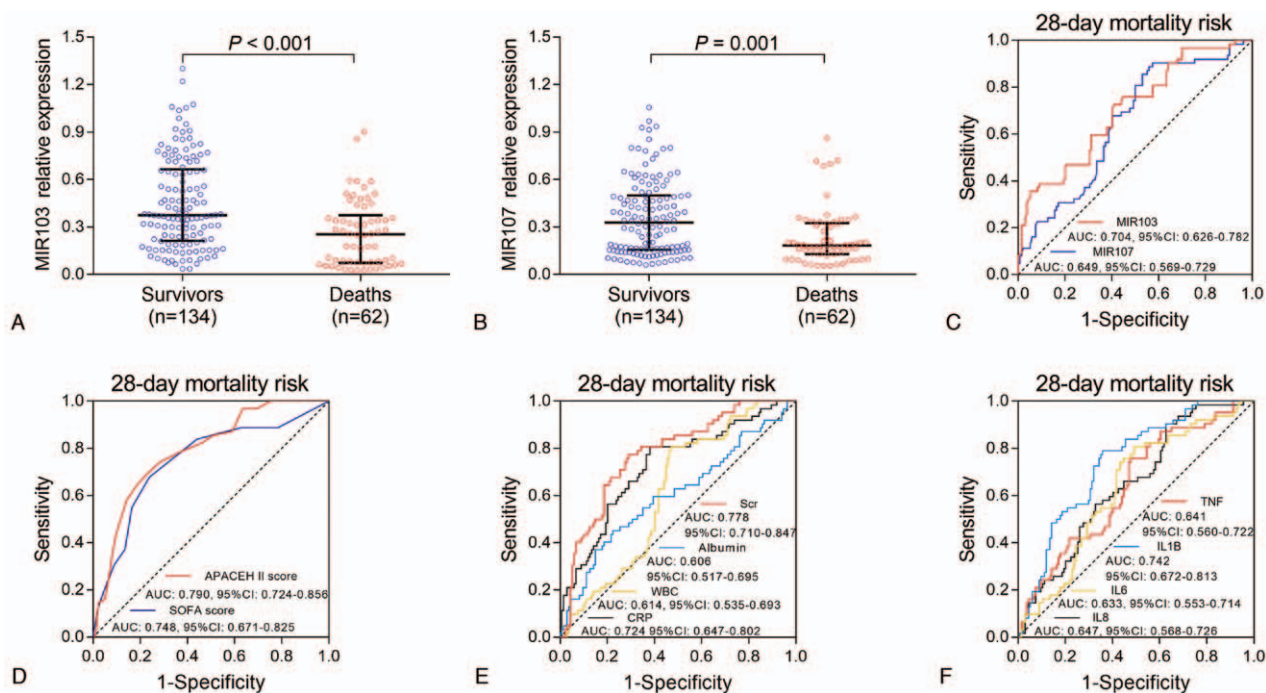 P < 0.001
1.5
1.2
0.9
0.6
0.3
0.0
MIR103 relative expression
Survivors
(n=134)
Deaths
(n=62)
A
P = 0.001
1.5
1.2
0.9
0.6
0.3
0.0
MIR107 relative expression
Survivors
(n=134)
Deaths
(n=62)
B
28-day mortality risk
1.0
0.8
0.6
0.4
0.2
0.0
Sensitivity
MIR103
AUC: 0.704, 95%CI: 0.626-0.782
MIR107
AUC: 0.649, 95%CI: 0.569-0.729
0.0 0.2 0.4 0.6 0.8 1.0
1-Specificity
C
28-day mortality risk
1.0
0.8
0.6
0.4
0.2
0.0
Sensitivity
APACEH II score
AUC: 0.790, 95%CI: 0.724-0.856
SOFA score
AUC: 0.748, 95%CI: 0.671-0.825
0.0 0.2 0.4 0.6 0.8 1.0
1-Specificity
D
28-day mortality risk
1.0
0.8
0.6
0.4
0.2
0.0
Sensitivity
Scr
AUC: 0.778
95%CI: 0.710-0.847
Albumin
AUC: 0.606
95%CI: 0.517-0.695
WBC
AUC: 0.614, 95%CI: 0.535-0.693
CRP
AUC: 0.724 95%CI: 0.647-0.802
0.0 0.2 0.4 0.6 0.8 1.0
1-Specificity
E
28-day mortality risk
1.0
0.8
0.6
0.4
0.2
0.0
Sensitivity
TNF
AUC: 0.641
95%CI: 0.560-0.722
IL1B
AUC: 0.742
95%CI: 0.672-0.813
IL6
AUC: 0.633, 95%CI: 0.553-0.714
IL8
AUC: 0.647, 95%CI: 0.568-0.726
0.0 0.2 0.4 0.6 0.8 1.0
1-Specificity
F